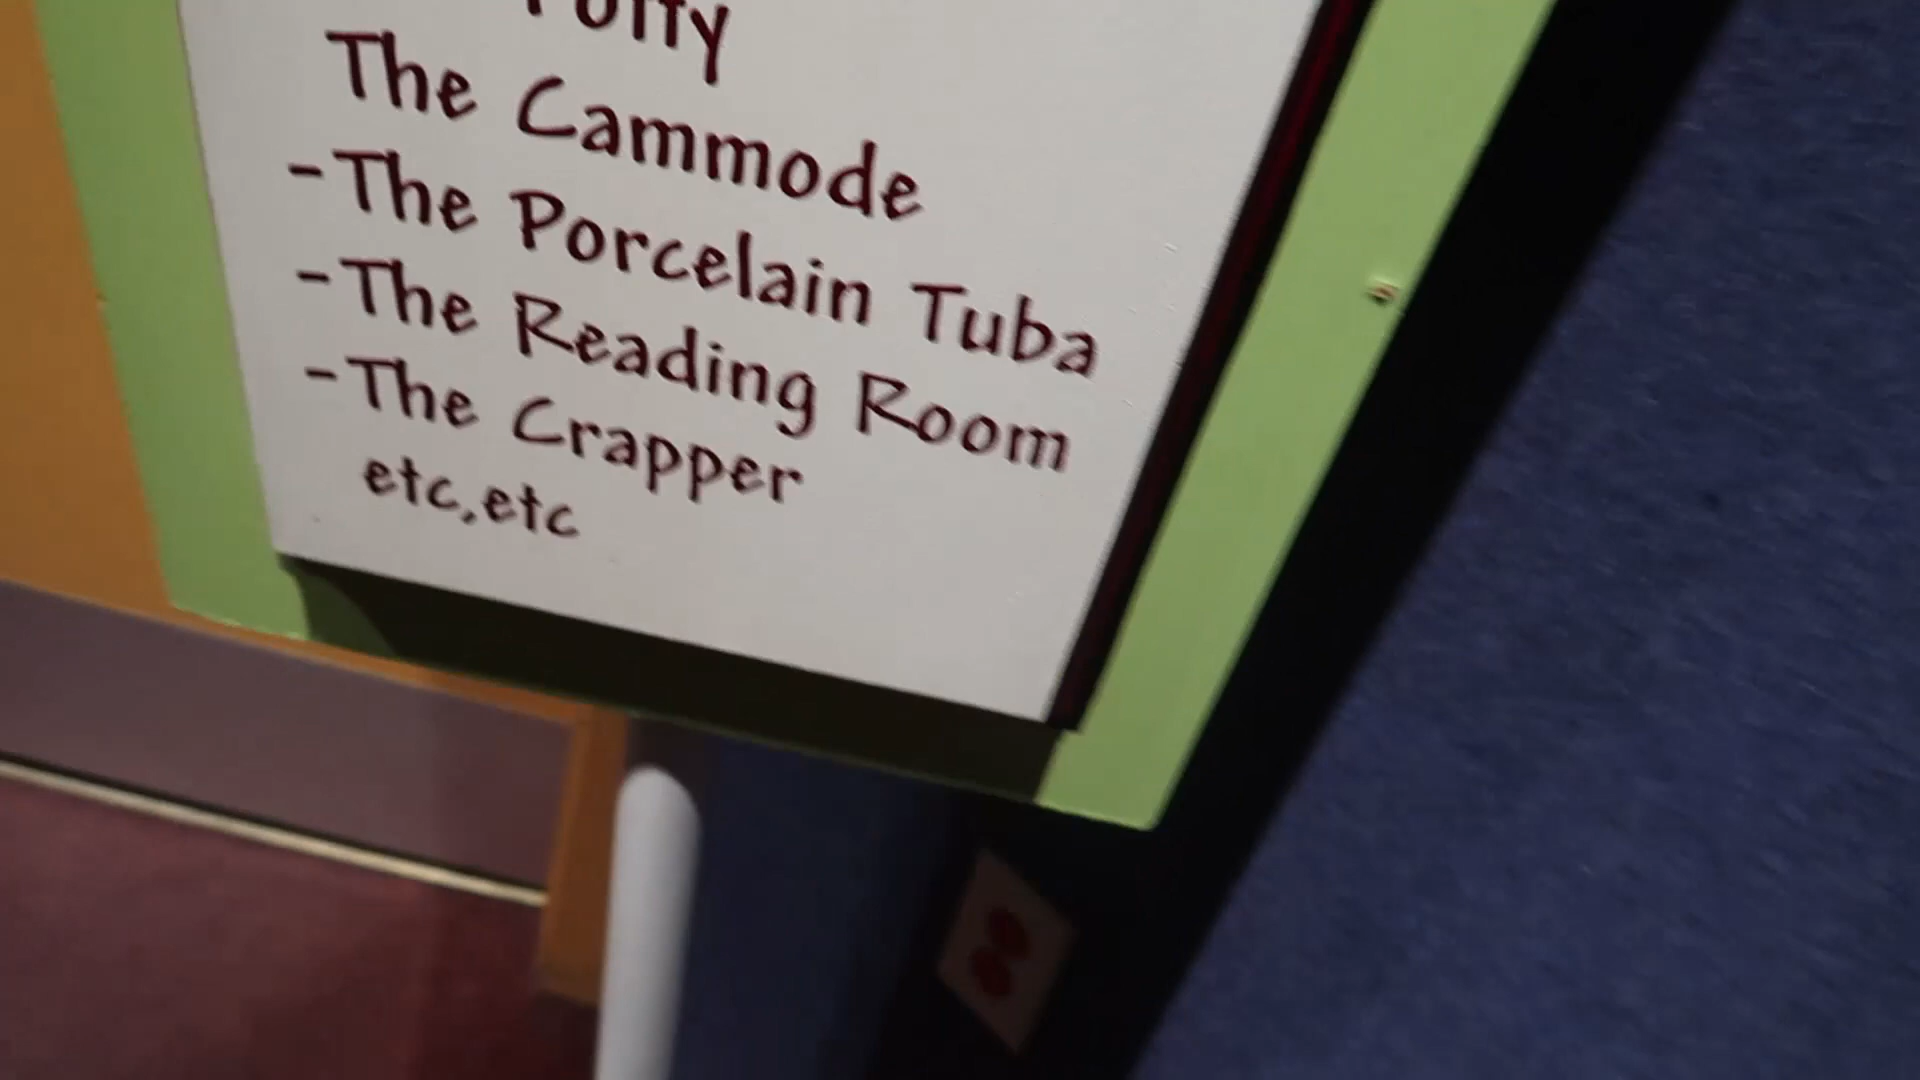 Potty
The Cammode
-The Porcelain Tuba
-The Reading Room
-The Crapper
etc,etc